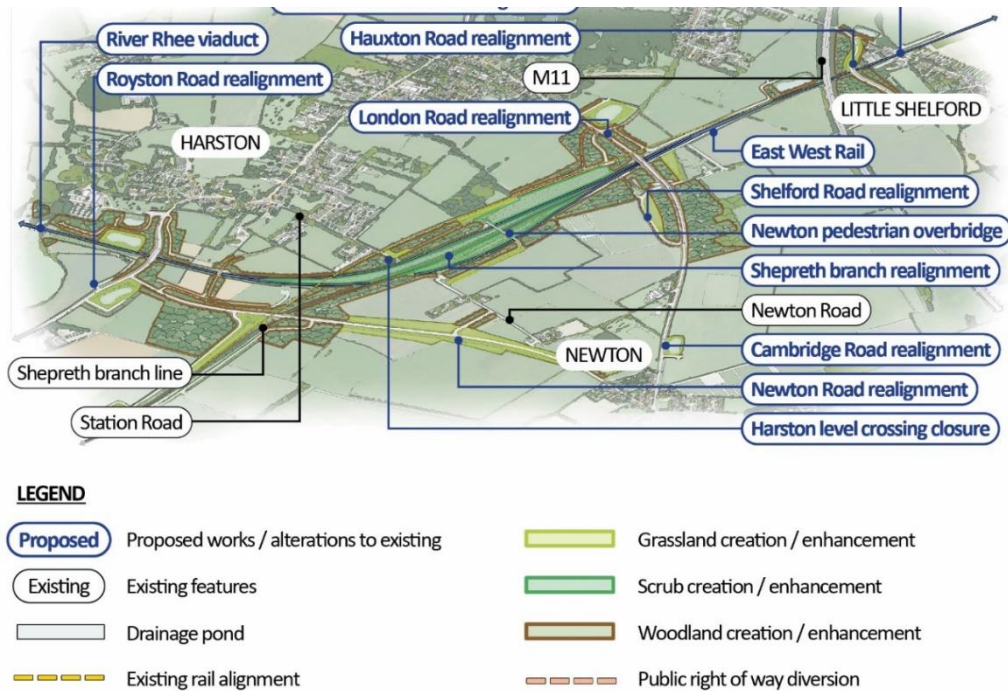 River Rhee viaduct
Hauxton Road realignment
Royston Road realignment
M11
London Road realignment
HARSTON
LITTLE SHELFORD
East West Rail
Shelford Road realignment
Newton pedestrian overbridge
Shepreth branch realignment
Newton Road
NEWTON
Cambridge Road realignment
Shepreth branch line
Newton Road realignment
Station Road
Harston level crossing closure
LEGEND
Proposed Proposed works / alterations to existing
Existing Existing features
Drainage pond
Existing rail alignment
Grassland creation / enhancement
Scrub creation / enhancement
Woodland creation / enhancement
Public right of way diversion